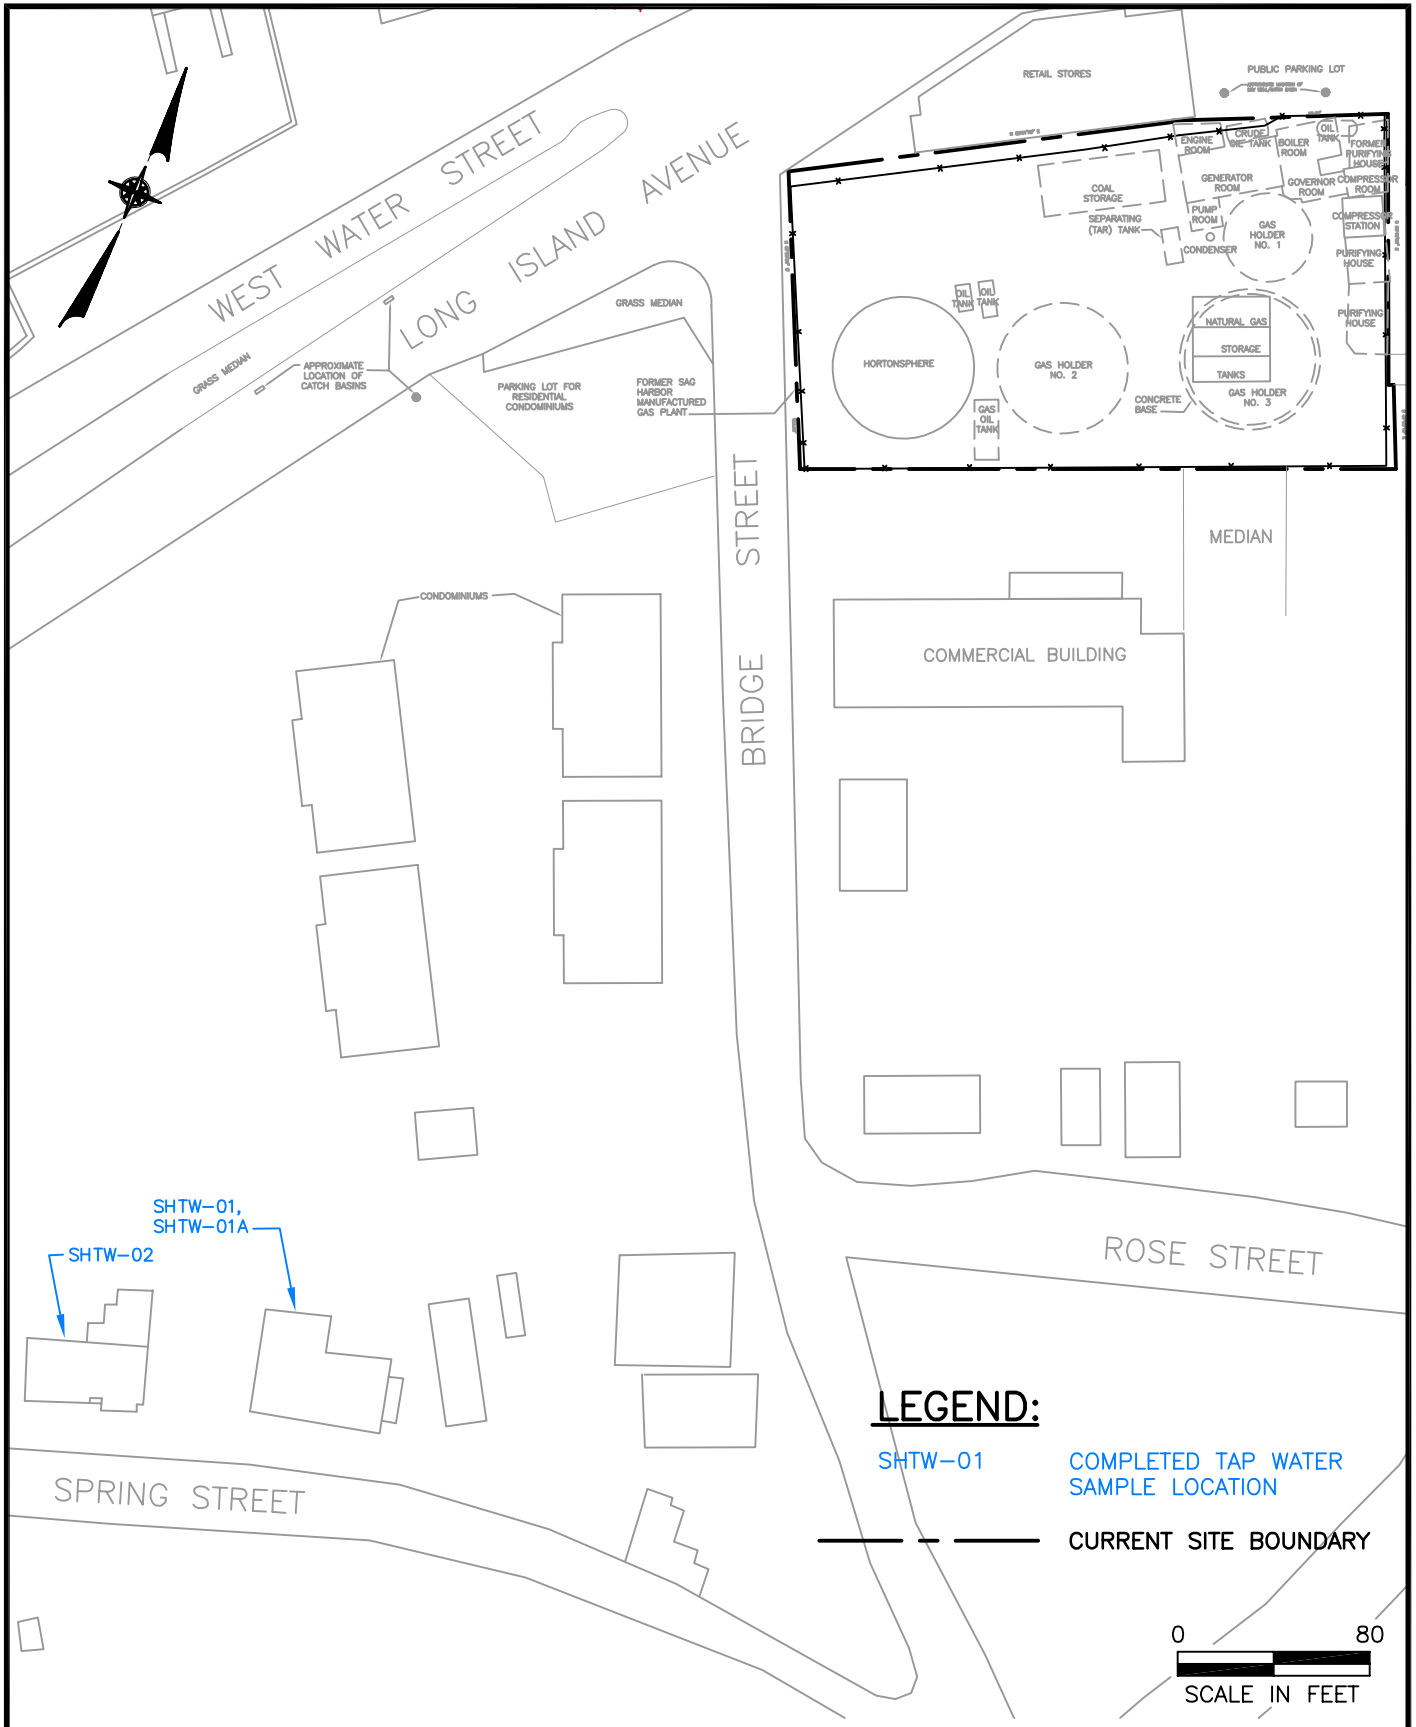 RETAIL STORES
PUBLIC PARKING LOT
WEST WATER STREET
LONG ISLAND AVENUE
ENGINE
ROOM
CRUDE
OIL TANK
BOILER
ROOM
OIL
TANK
FORMER
PURIFYING
HOUSE
COAL
STORAGE
GENERATOR
ROOM
GOVERNOR
ROOM
COMPRESSOR
ROOM
SEPARATING
(TAR) TANK
PUMP
ROOM
CONDENSER
GAS
HOLDER
NO. 1
COMPRESSOR
STATION
PURIFYING
HOUSE
PURIFYING
HOUSE
OIL
TANK
OIL
TANK
HORTONSPHERE
GAS HOLDER
NO. 2
NATURAL GAS
STORAGE
TANKS
GAS HOLDER
NO. 3
CONCRETE
BASE
GAS
OIL
TANK
GRASS MEDIAN
GRASS MEDIAN
APPROXIMATE
LOCATION OF
CATCH BASINS
PARKING LOT FOR
RESIDENTIAL
CONDOMINIUMS
FORMER SAG
HARBOR
MANUFACTURED
GAS PLANT
BRIDGE STREET
MEDIAN
CONDOMINIUMS
COMMERCIAL BUILDING
SHTW-01,
SHTW-01A
SHTW-02
ROSE STREET
SPRING STREET
LEGEND:
SHTW-01 COMPLETED TAP WATER
SAMPLE LOCATION
CURRENT SITE BOUNDARY
0 80
SCALE IN FEET